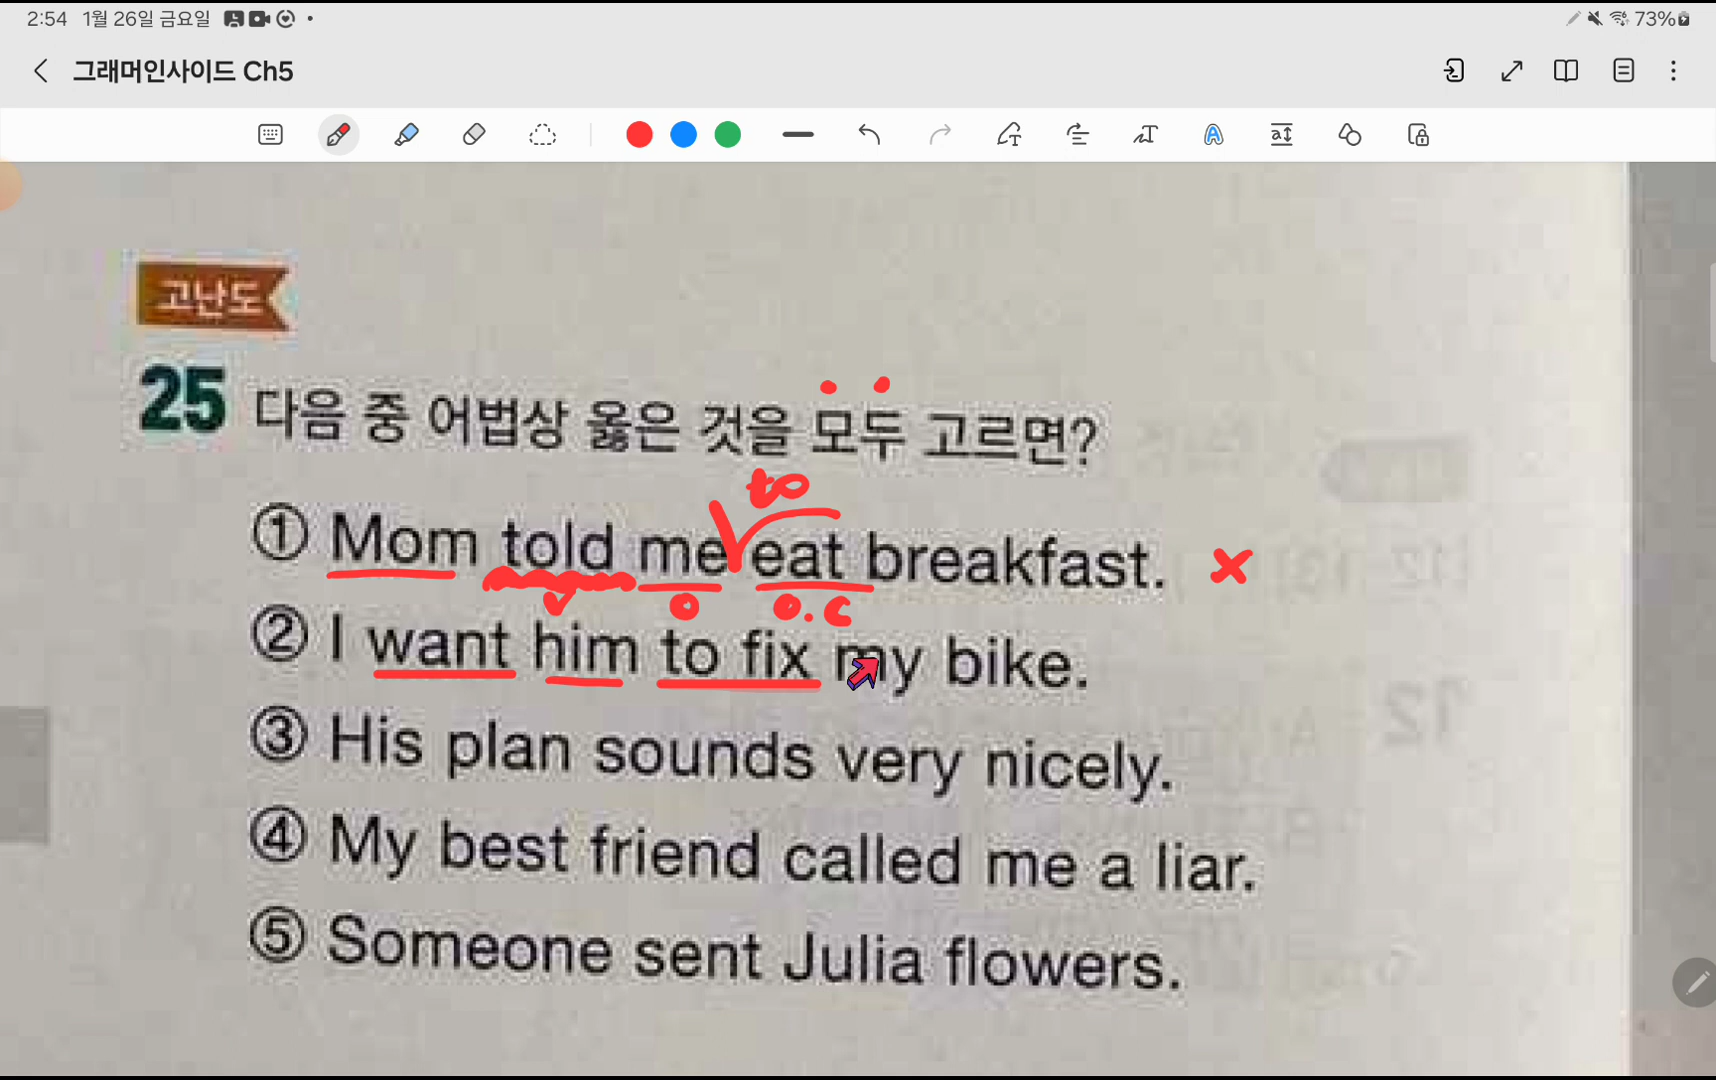 2:54 1월 26일 금요일
73%
그래머인사이드 Ch5
고난도
25 다음 중 어법상 옳은 것을 모두 고르면?
to
① Mom told me eat breakfast. ×
v o o.c
② I want him to fix my bike.
③ His plan sounds very nicely.
④ My best friend called me a liar.
⑤ Someone sent Julia flowers.